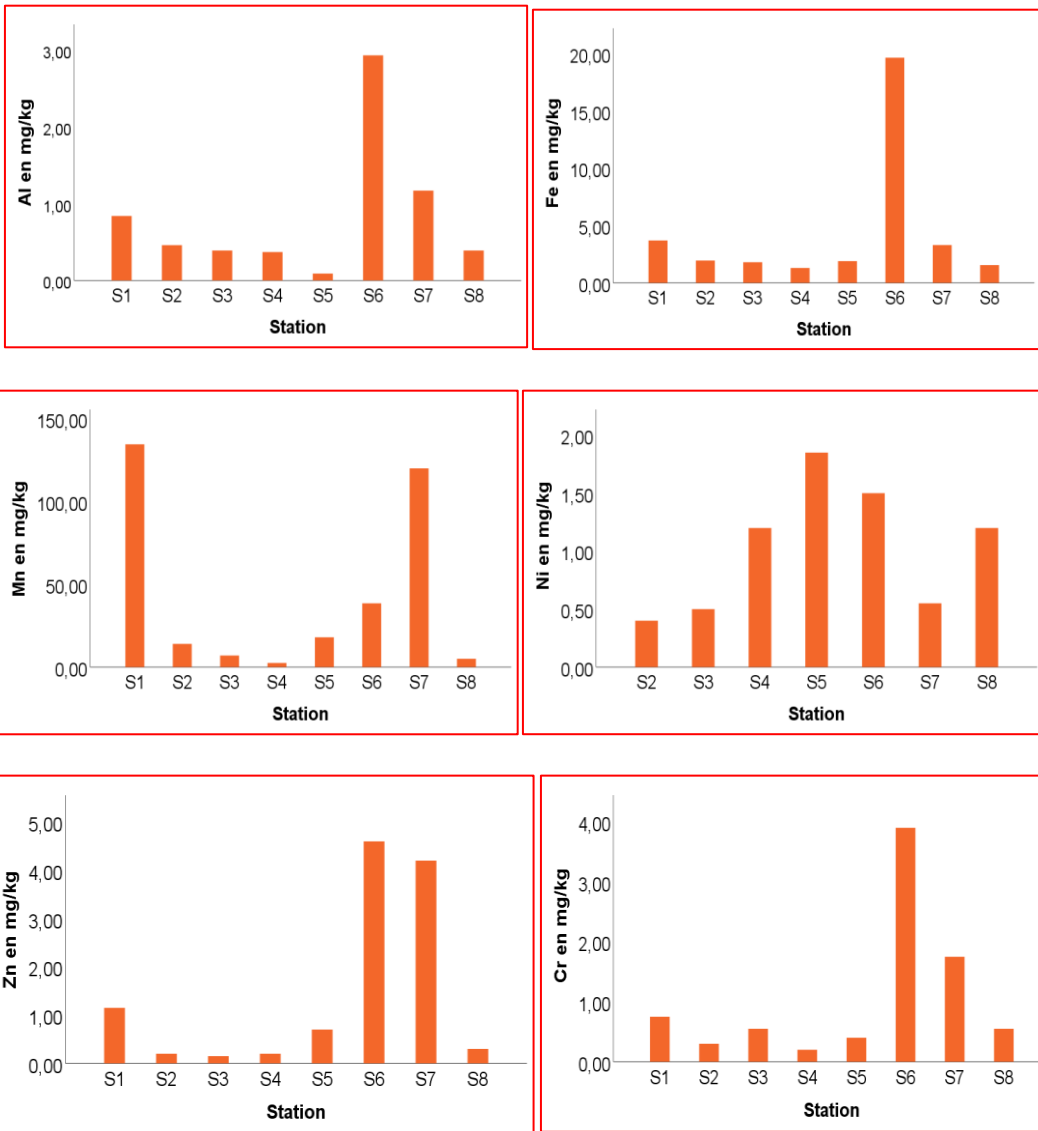 Al en mg/kg
3,00
2,00
1,00
0,00
S1 S2 S3 S4 S5 S6 S7 S8
Station
Fe en mg/kg
20,00
15,00
10,00
5,00
0,00
S1 S2 S3 S4 S5 S6 S7 S8
Station
Mn en mg/kg
150,00
100,00
50,00
0,00
S1 S2 S3 S4 S5 S6 S7 S8
Station
Ni en mg/kg
2,00
1,50
1,00
0,50
0,00
S2 S3 S4 S5 S6 S7 S8
Station
Zn en mg/kg
5,00
4,00
3,00
2,00
1,00
0,00
S1 S2 S3 S4 S5 S6 S7 S8
Station
Cr en mg/kg
4,00
3,00
2,00
1,00
0,00
S1 S2 S3 S4 S5 S6 S7 S8
Station